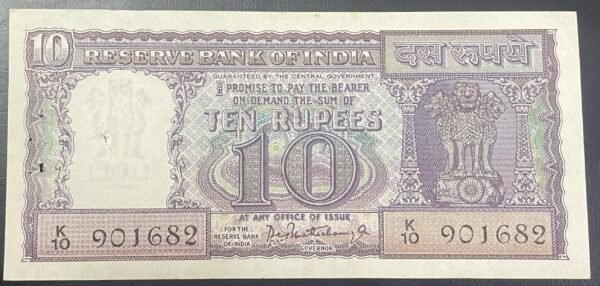 10
RESERVE BANK OF INDIA
दस रूपये
GUARANTEED BY THE CENTRAL GOVERNMENT
I PROMISE TO PAY THE BEARER
ON DEMAND THE SUM OF
TEN RUPEES
10
AT ANY OFFICE OF ISSUE
FOR THE
RESERVE BANK
OF INDIA
GOVERNOR
K/10 901682
K/10 901682